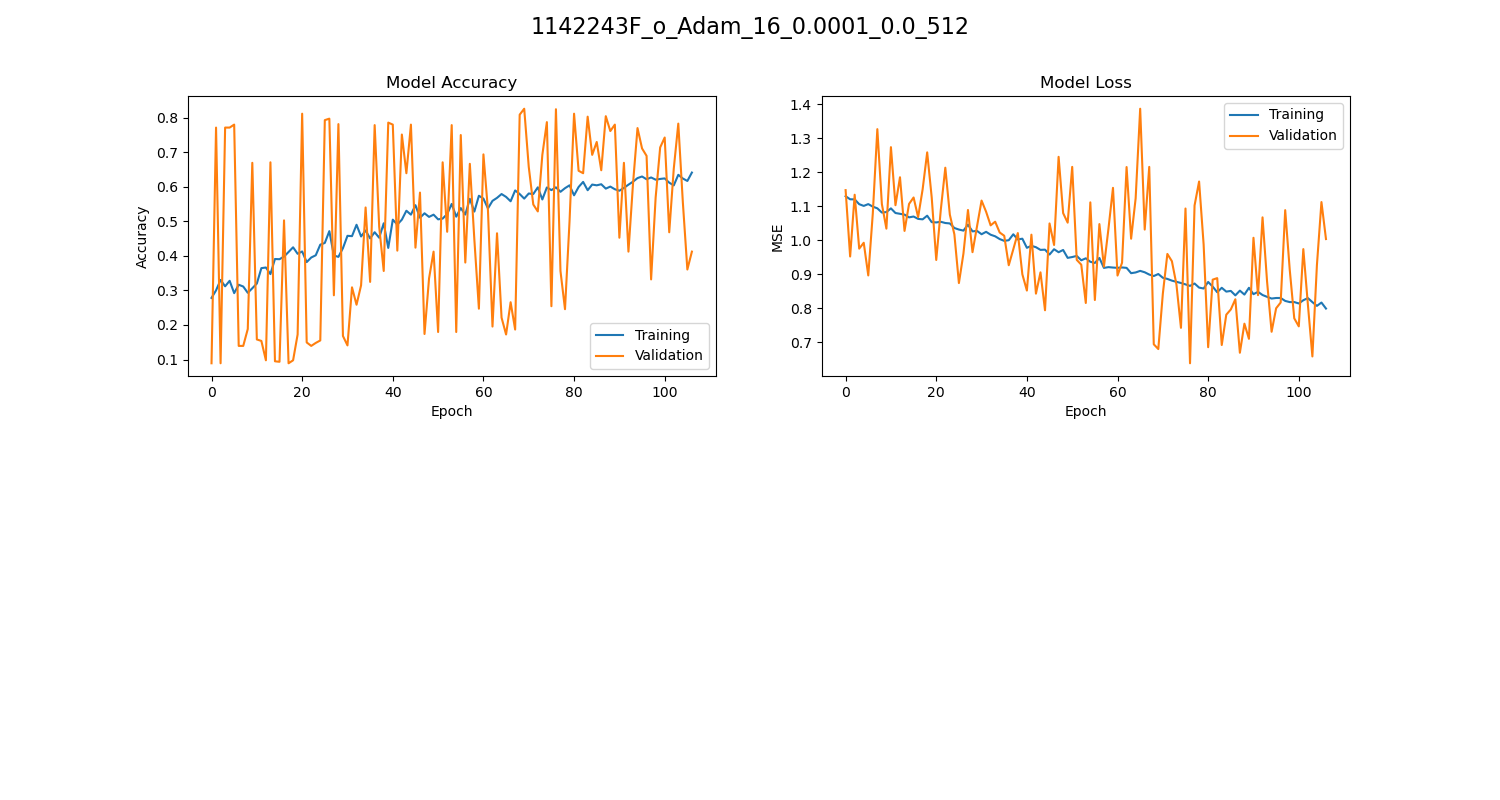 1142243F_o_Adam_16_0.0001_0.0_512
Model Accuracy
Accuracy
0.8
0.7
0.6
0.5
0.4
0.3
0.2
0.1
0 20 40 60 80 100
Epoch
Training
Validation
Model Loss
MSE
1.4
1.3
1.2
1.1
1.0
0.9
0.8
0.7
0 20 40 60 80 100
Epoch
Training
Validation